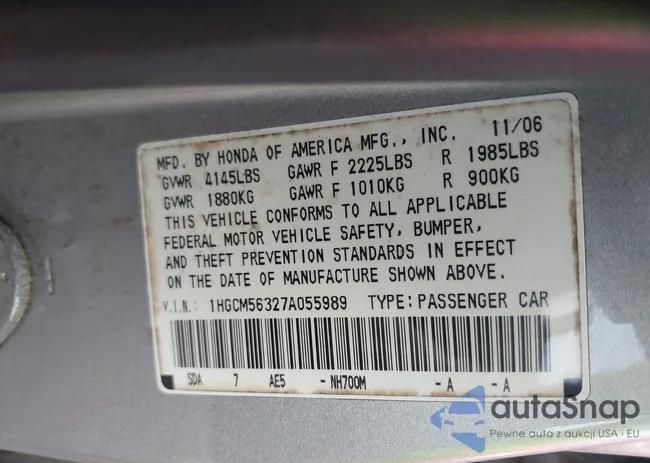 MFD. BY HONDA OF AMERICA MFG., INC. 11/06
GVWR 4145LBS GAWR F 2225LBS R 1985LBS
GVWR 1880KG GAWR F 1010KG R 900KG
THIS VEHICLE CONFORMS TO ALL APPLICABLE
FEDERAL MOTOR VEHICLE SAFETY, BUMPER,
AND THEFT PREVENTION STANDARDS IN EFFECT
ON THE DATE OF MANUFACTURE SHOWN ABOVE.
V.I.N.: 1HGCM56327A055989 TYPE: PASSENGER CAR
SDA 7 AE5 -NH700M -A -A
autaSnap
Pewne auta z aukcji USA i EU